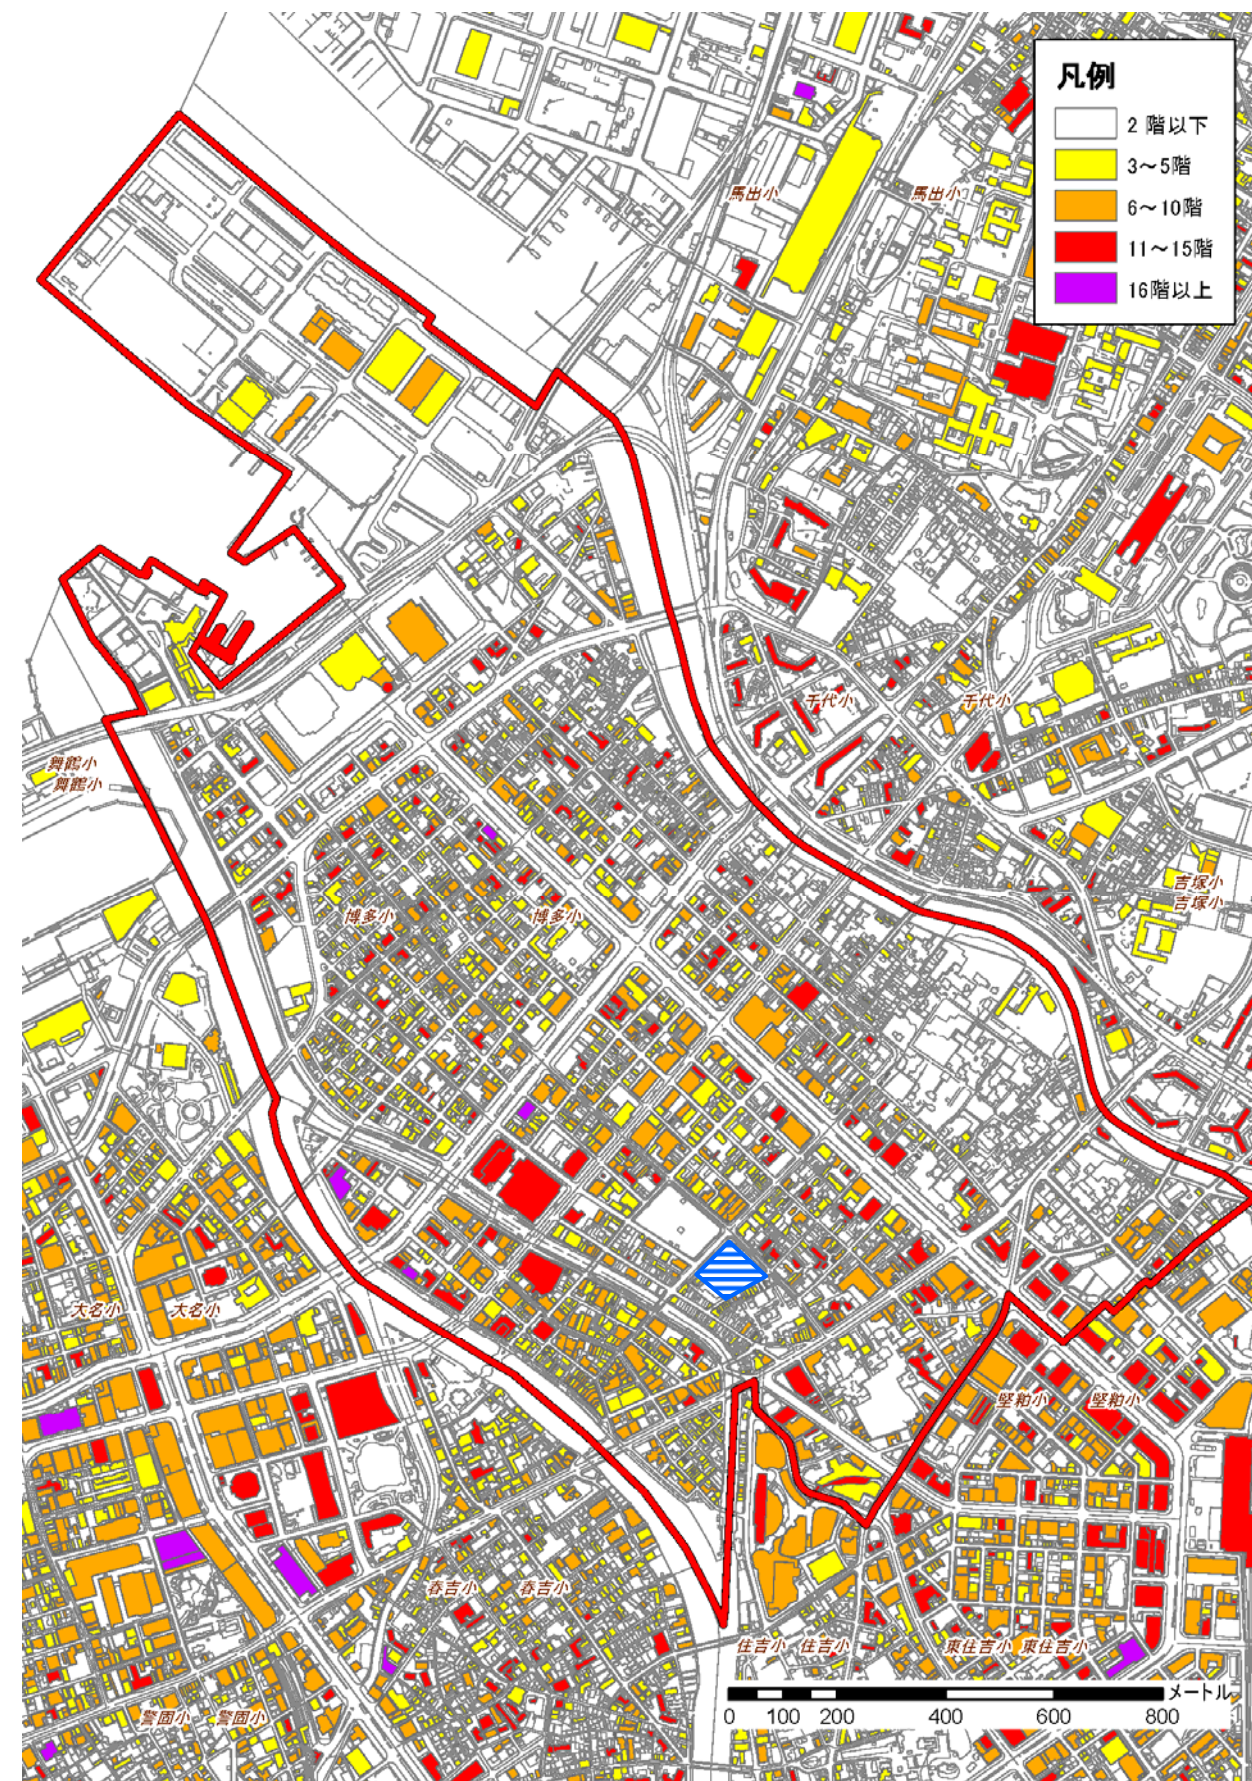 凡例
2 階以下
3~5階
6~10階
11~15階
16階以上
馬出小
馬出小
千代小
千代小
舞鶴小
舞鶴小
吉塚小
吉塚小
博多小
博多小
大名小
大名小
堅粕小
堅粕小
春吉小
春吉小
住吉小
住吉小
東住吉小
東住吉小
警固小
警固小
メートル
0 100 200 400 600 800